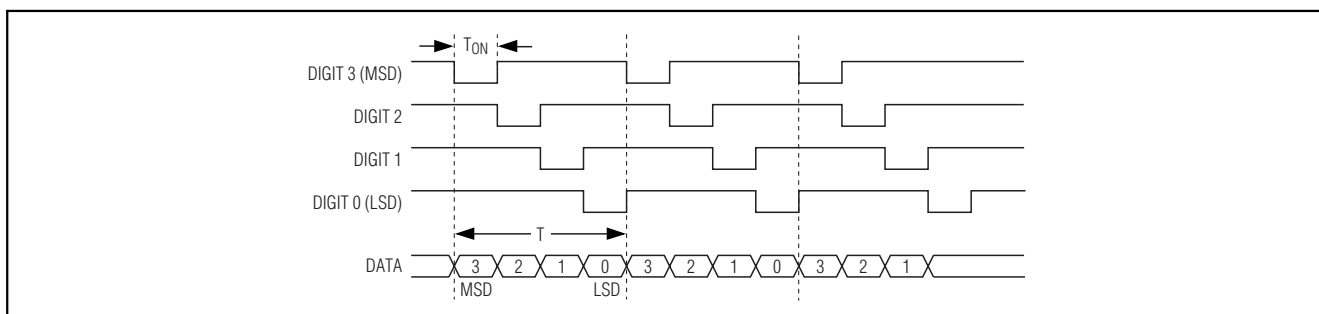 T_ON
DIGIT 3 (MSD)
DIGIT 2
DIGIT 1
DIGIT 0 (LSD)
T
DATA 3 2 1 0 3 2 1 0 3 2 1
MSD LSD